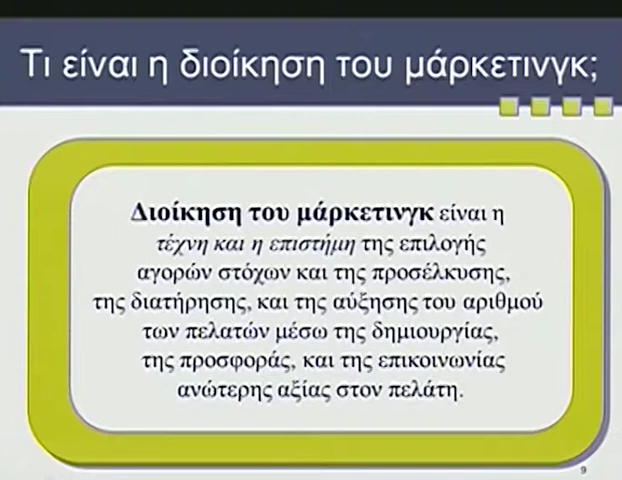 Τι είναι η διοίκηση του μάρκετινγκ;
Διοίκηση του μάρκετινγκ είναι η
τέχνη και η επιστήμη της επιλογής
αγορών στόχων και της προσέλκυσης,
της διατήρησης, και της αύξησης του αριθμού
των πελατών μέσω της δημιουργίας,
της προσφοράς, και της επικοινωνίας
ανώτερης αξίας στον πελάτη.
9